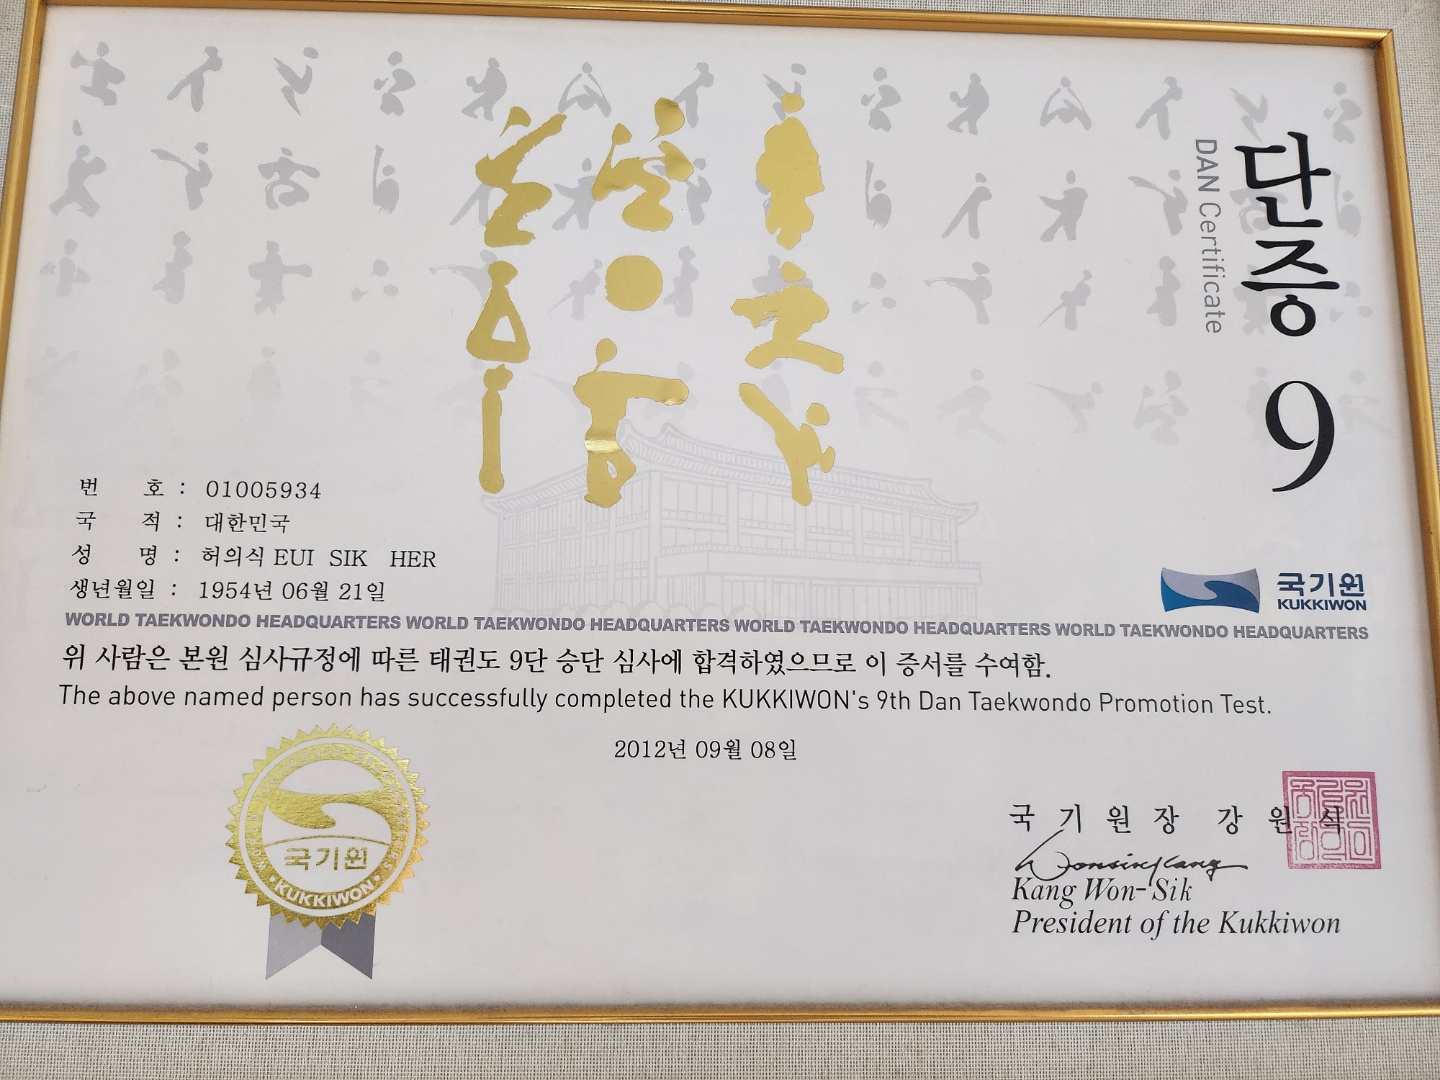 단증 9
DAN Certificate
번 호 : 01005934
국 적 : 대한민국
성 명 : 허의식 EUI SIK HER
생년월일 : 1954년 06월 21일
국기원
KUKKIWON
WORLD TAEKWONDO HEADQUARTERS WORLD TAEKWONDO HEADQUARTERS WORLD TAEKWONDO HEADQUARTERS WORLD TAEKWONDO HEADQUARTERS
위 사람은 본원 심사규정에 따른 태권도 9단 승단 심사에 합격하였으므로 이 증서를 수여함.
The above named person has successfully completed the KUKKIWON's 9th Dan Taekwondo Promotion Test.
2012년 09월 08일
국기원
KUKKIWON
국 기 원 장 강 원 식
Kang Won-Sik
President of the Kukkiwon